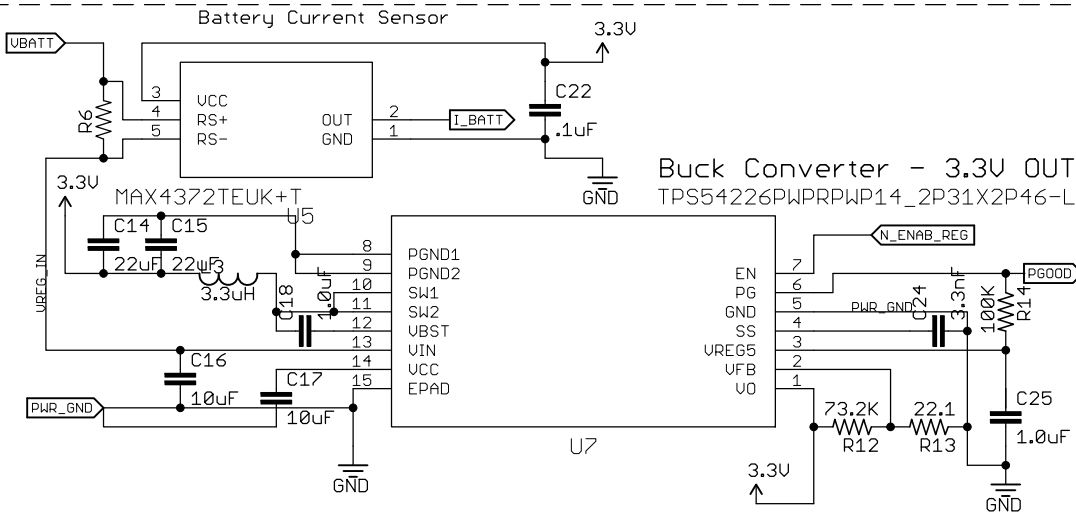 Battery Current Sensor
VBATT
3.3V
R6
3
VCC
4
RS+
5
RS-
OUT
2
I_BATT
GND
1
C22
.1uF
GND
MAX4372TEUK+T
U5
Buck Converter - 3.3V OUT
TPS54226PWPRPWP14_2P31X2P46-L
3.3V
C14
C15
22uF
22uF
3
3.3uH
C18
1.0uF
VREG_IN
8
PGND1
9
PGND2
10
SW1
11
SW2
12
VBST
13
VIN
14
VCC
15
EPAD
EN
7
N_ENAB_REG
PG
6
PGOOD
GND
5
PWR_GND
SS
4
VREG5
3
VFB
2
VO
1
C24
3.3nF
100K
R14
C16
10uF
C17
10uF
PWR_GND
GND
U7
73.2K
R12
22.1
R13
C25
1.0uF
3.3V
GND